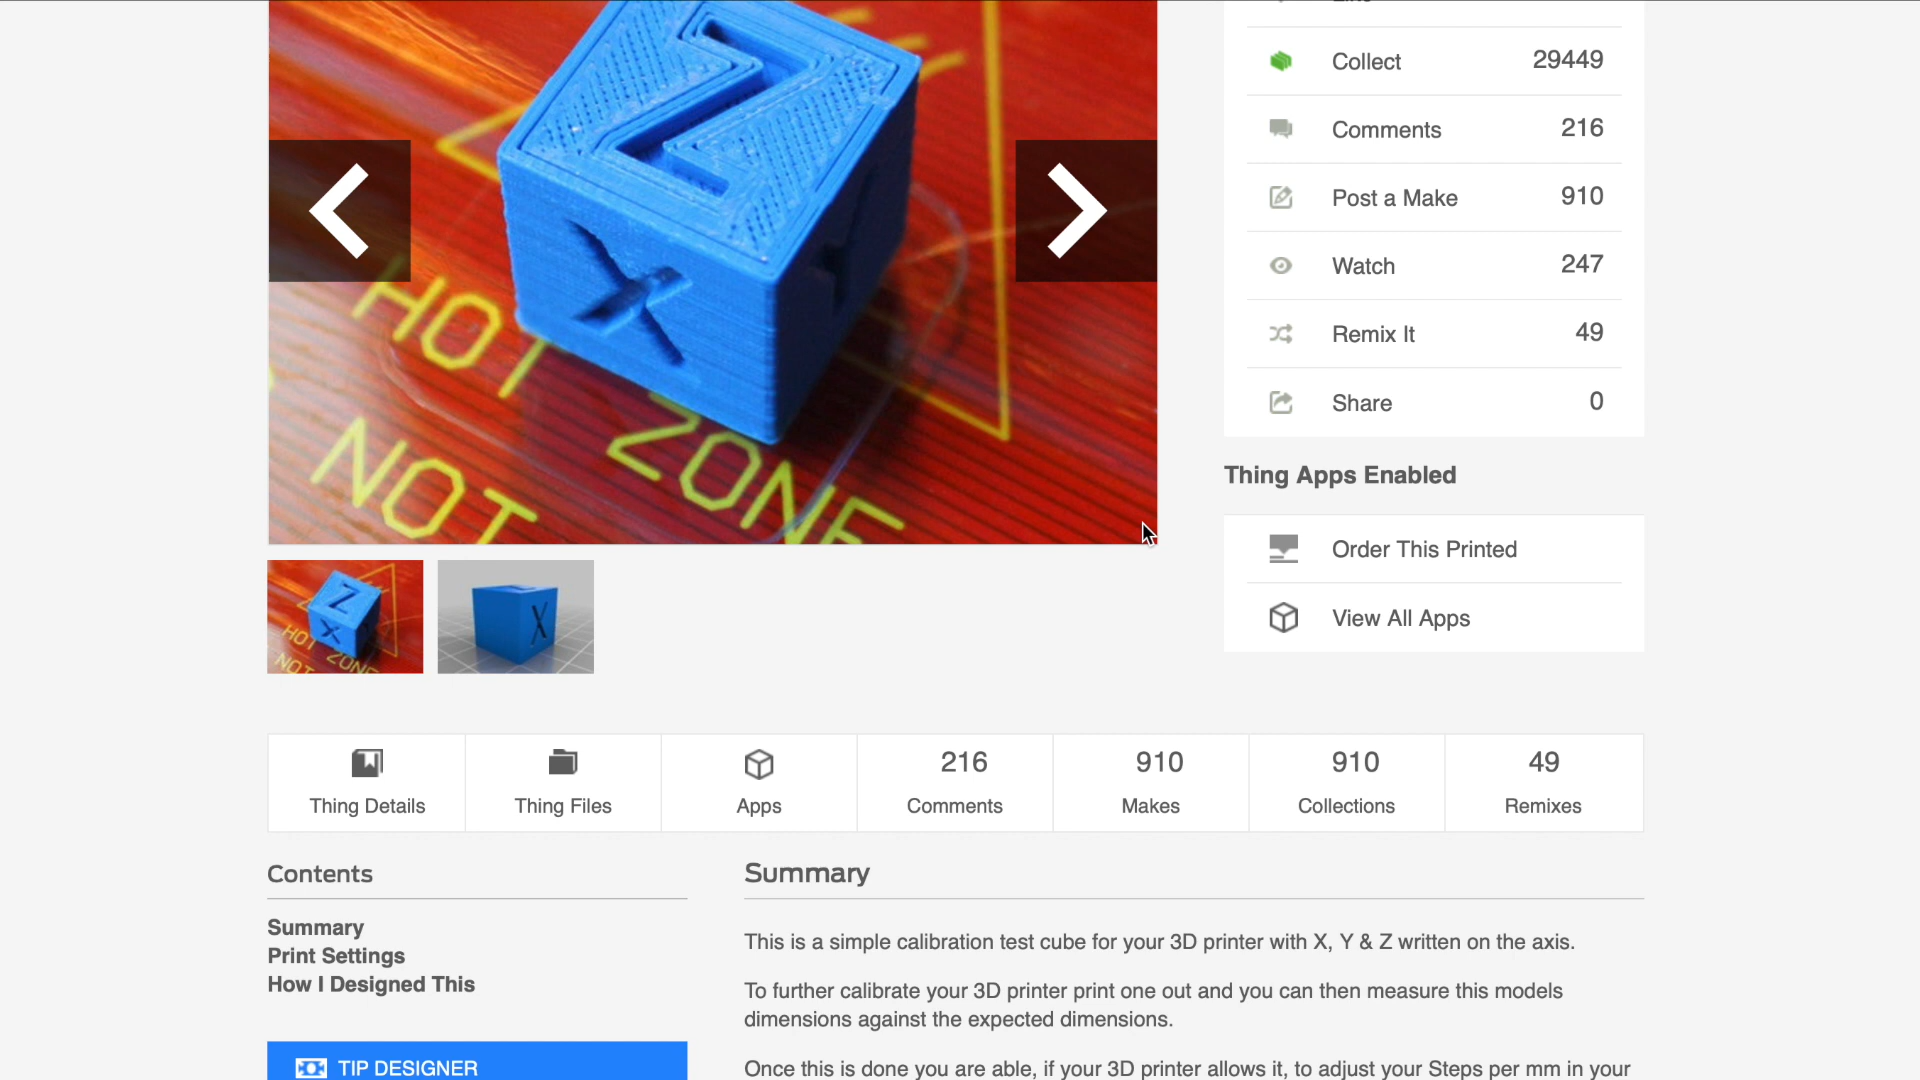 Collect 29449
Comments 216
Post a Make 910
Watch 247
Remix It 49
Share 0
Z
X
HOT
ZONE
NOT
Thing Apps Enabled
Order This Printed
View All Apps
Z
X
HOT
ZONE
NOT
X
Thing Details
Thing Files
Apps
216 Comments
910 Makes
910 Collections
49 Remixes
Contents
Summary
Print Settings
How I Designed This
TIP DESIGNER
Summary
This is a simple calibration test cube for your 3D printer with X, Y & Z written on the axis.
To further calibrate your 3D printer print one out and you can then measure this models
dimensions against the expected dimensions.
Once this is done you are able, if your 3D printer allows it, to adjust your Steps per mm in your